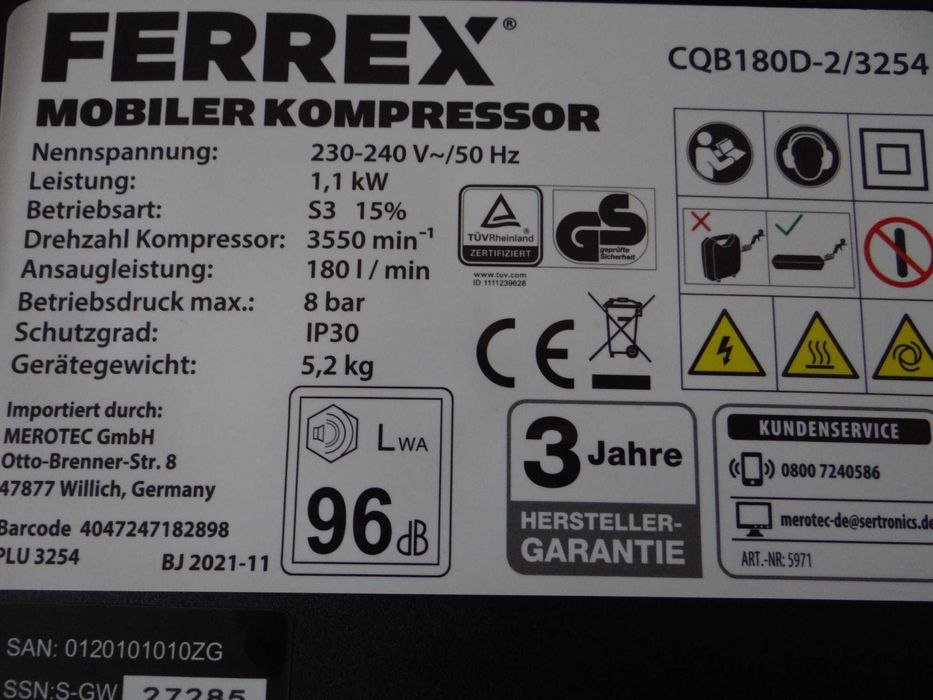 FERREX®
CQB180D-2/3254
MOBILER KOMPRESSOR
Nennspannung: 230-240 V~/50 Hz
Leistung: 1,1 kW
Betriebsart: S3 15%
Drehzahl Kompressor: 3550 min⁻¹
Ansaugleistung: 180 l / min
Betriebsdruck max.: 8 bar
Schutzgrad: IP30
Gerätegewicht: 5,2 kg
TÜVRheinland®
ZERTIFIZIERT
www.tuv.com
ID 1111239628
GS
geprüfte
Sicherheit
CE
Importiert durch:
MEROTEC GmbH
Otto-Brenner-Str. 8
47877 Willich, Germany
Barcode 4047247182898
PLU 3254
BJ 2021-11
LWA
96 dB
3 Jahre
HERSTELLER-
GARANTIE
KUNDENSERVICE
0800 7240586
merotec-de@sertronics.de
ART.-NR: 5971
SAN: 0120101010ZG
SSN:S-GW 27285